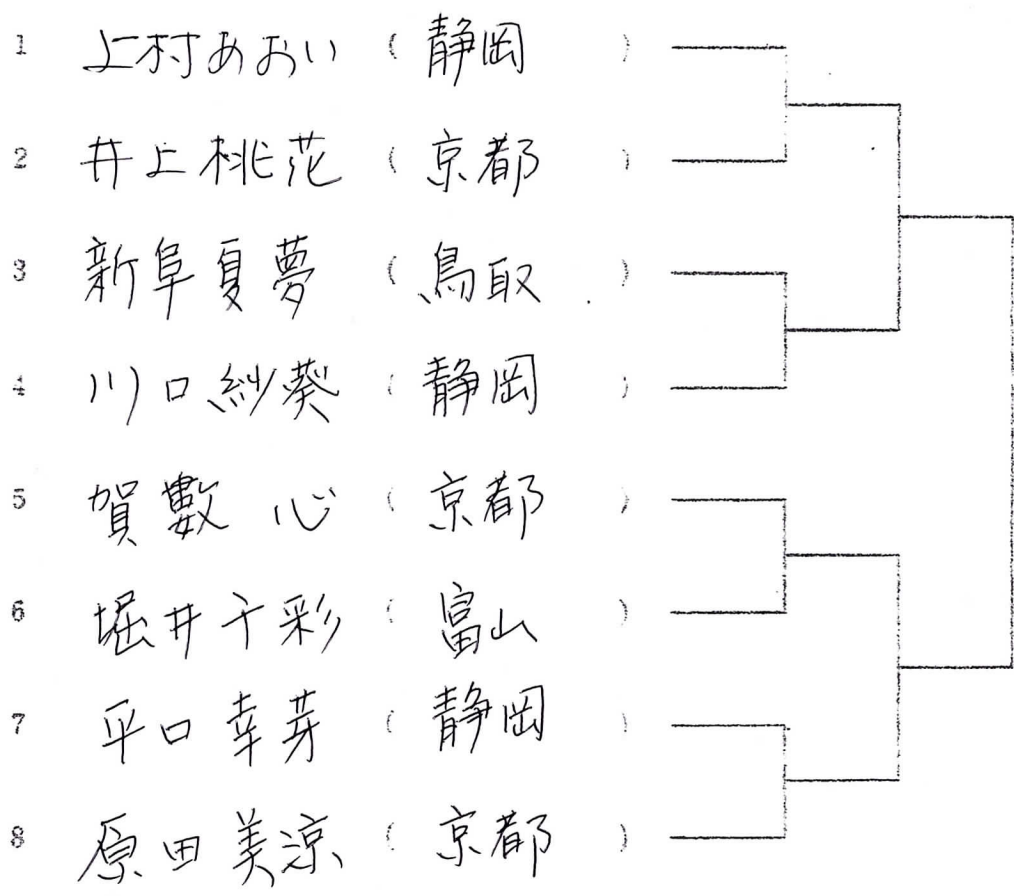 1 上村あおい (静岡)
2 井上桃花 (京都)
3 新阜夏夢 (鳥取)
4 川口紗葵 (静岡)
5 賀數 心 (京都)
6 堀井千彩 (富山)
7 平口幸芽 (静岡)
8 原田美涼 (京都)